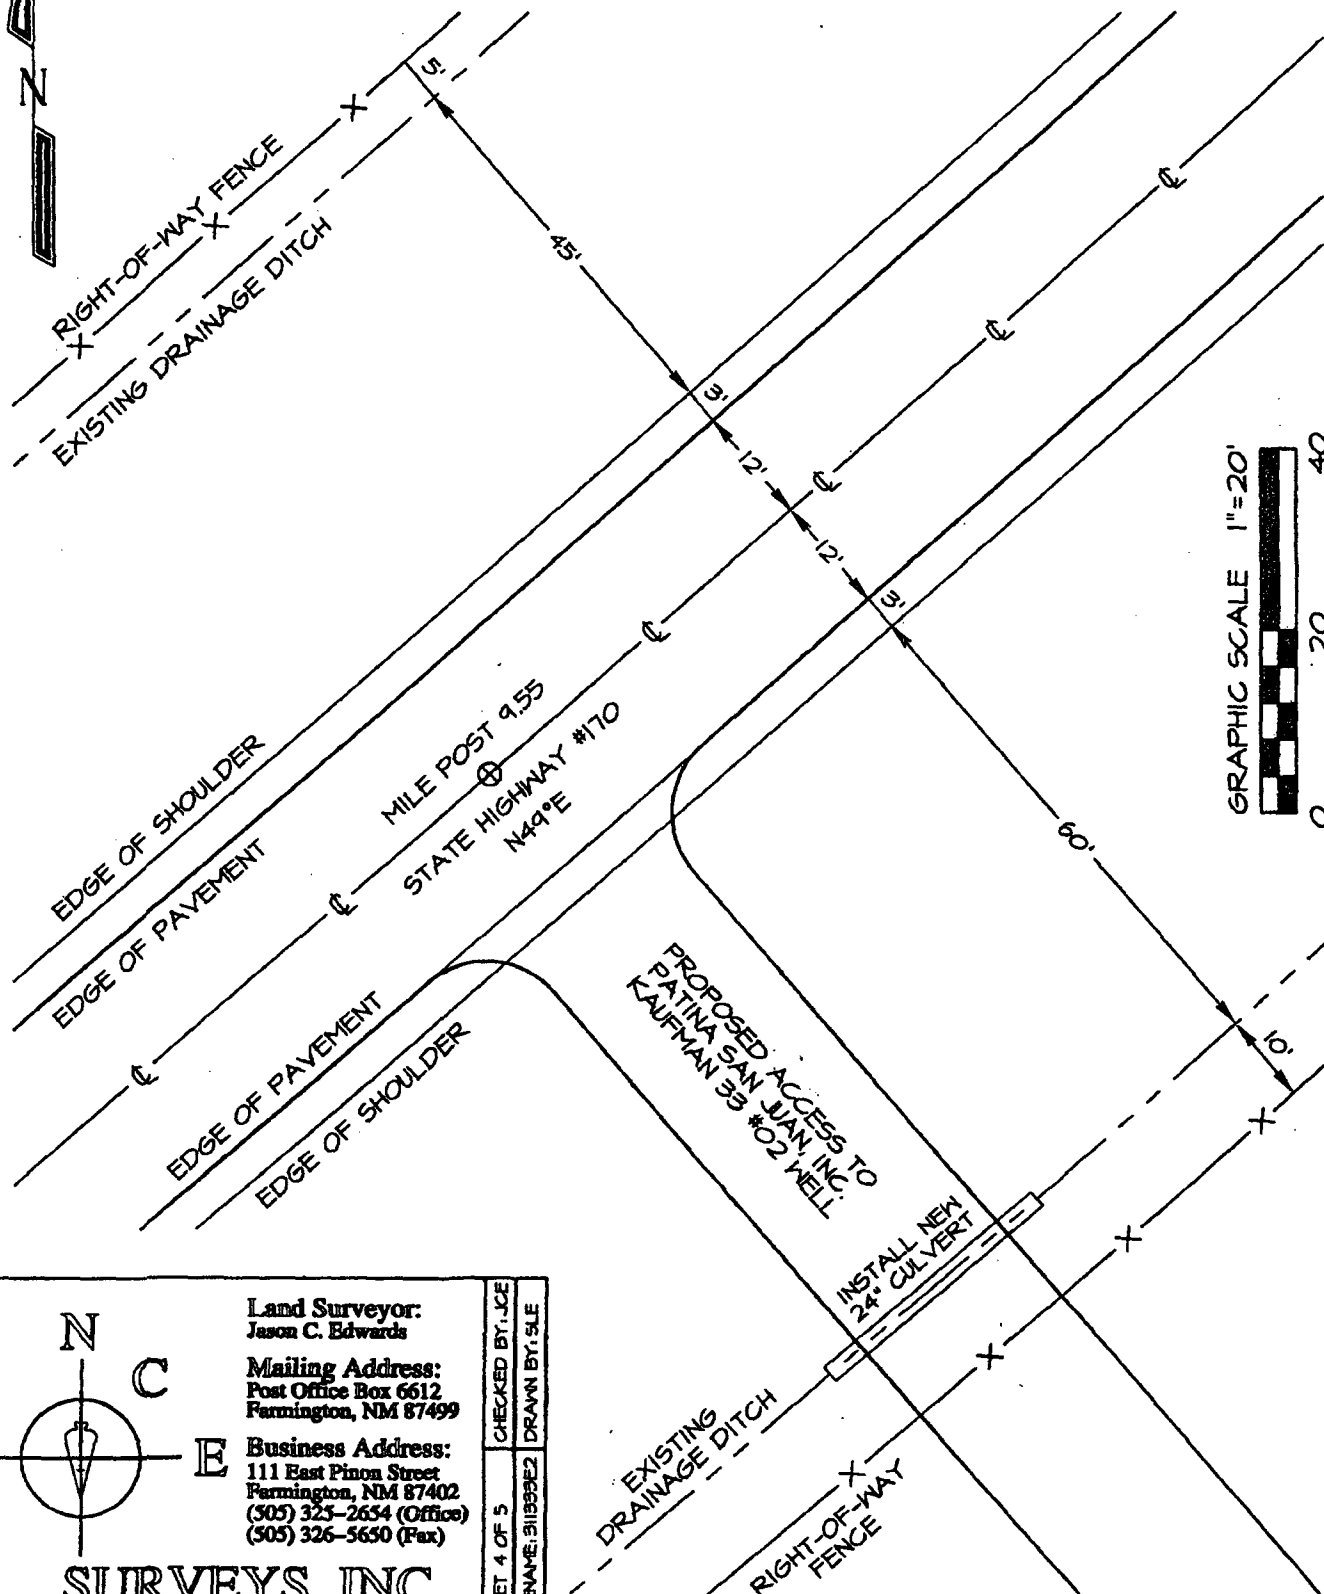 N
5'
RIGHT-OF-WAY FENCE
EXISTING DRAINAGE DITCH
45'
3'
12'
12'
3'
60'
10'
GRAPHIC SCALE 1"=20'
0
20
40
MILE POST 9.55
STATE HIGHWAY #170
N49°E
EDGE OF SHOULDER
EDGE OF PAVEMENT
EDGE OF PAVEMENT
EDGE OF SHOULDER
PROPOSED ACCESS TO
PATINA SAN JUAN, INC.
KAUFMAN 33 #02 WELL
INSTALL NEW
24" CULVERT
EXISTING
DRAINAGE DITCH
RIGHT-OF-WAY
FENCE
N
C
E
SURVEYS, INC.
Land Surveyor:
Jason C. Edwards
Mailing Address:
Post Office Box 6612
Farmington, NM 87499
Business Address:
111 East Pinon Street
Farmington, NM 87402
(505) 325-2654 (Office)
(505) 326-5650 (Fax)
CHECKED BY: JCE
DRAWN BY: SLE
ET 4 OF 5